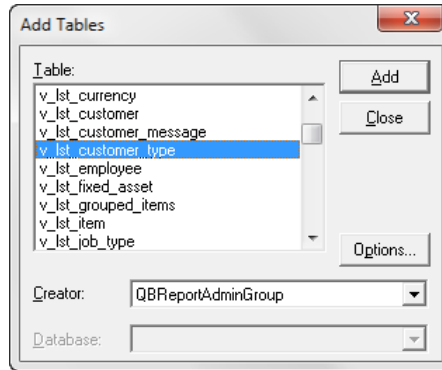 Add Tables
Table:
v_lst_currency
v_lst_customer
v_lst_customer_message
v_lst_customer_type
v_lst_employee
v_lst_fixed_asset
v_lst_grouped_items
v_lst_item
v_lst_job_type
Add
Close
Options...
Creator:
QBReportAdminGroup
Database: